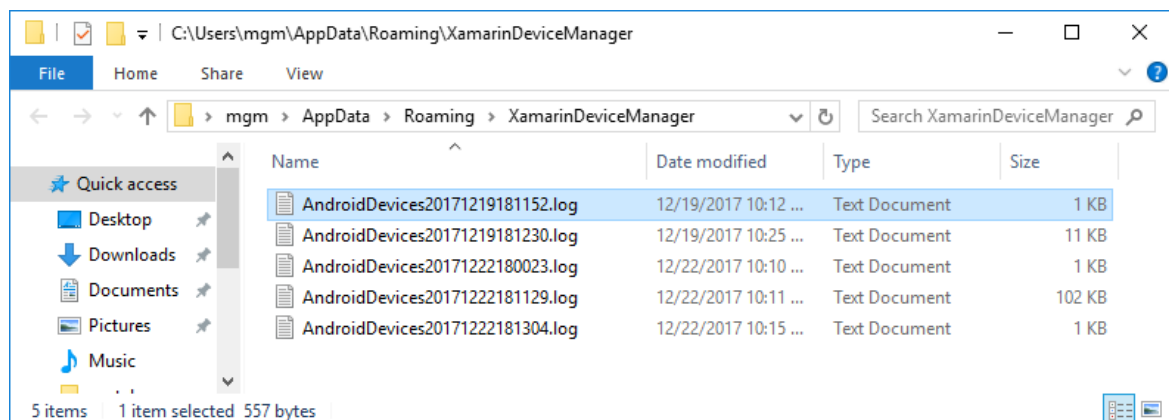 C:\Users\mgm\AppData\Roaming\XamarinDeviceManager
File Home Share View
mgm > AppData > Roaming > XamarinDeviceManager Search XamarinDeviceManager
Name Date modified Type Size
Quick access
Desktop
Downloads
Documents
Pictures
Music
AndroidDevices20171219181152.log 12/19/2017 10:12 ... Text Document 1 KB
AndroidDevices20171219181230.log 12/19/2017 10:25 ... Text Document 11 KB
AndroidDevices20171222180023.log 12/22/2017 10:10 ... Text Document 1 KB
AndroidDevices20171222181129.log 12/22/2017 10:11 ... Text Document 102 KB
AndroidDevices20171222181304.log 12/22/2017 10:15 ... Text Document 1 KB
5 items 1 item selected 557 bytes